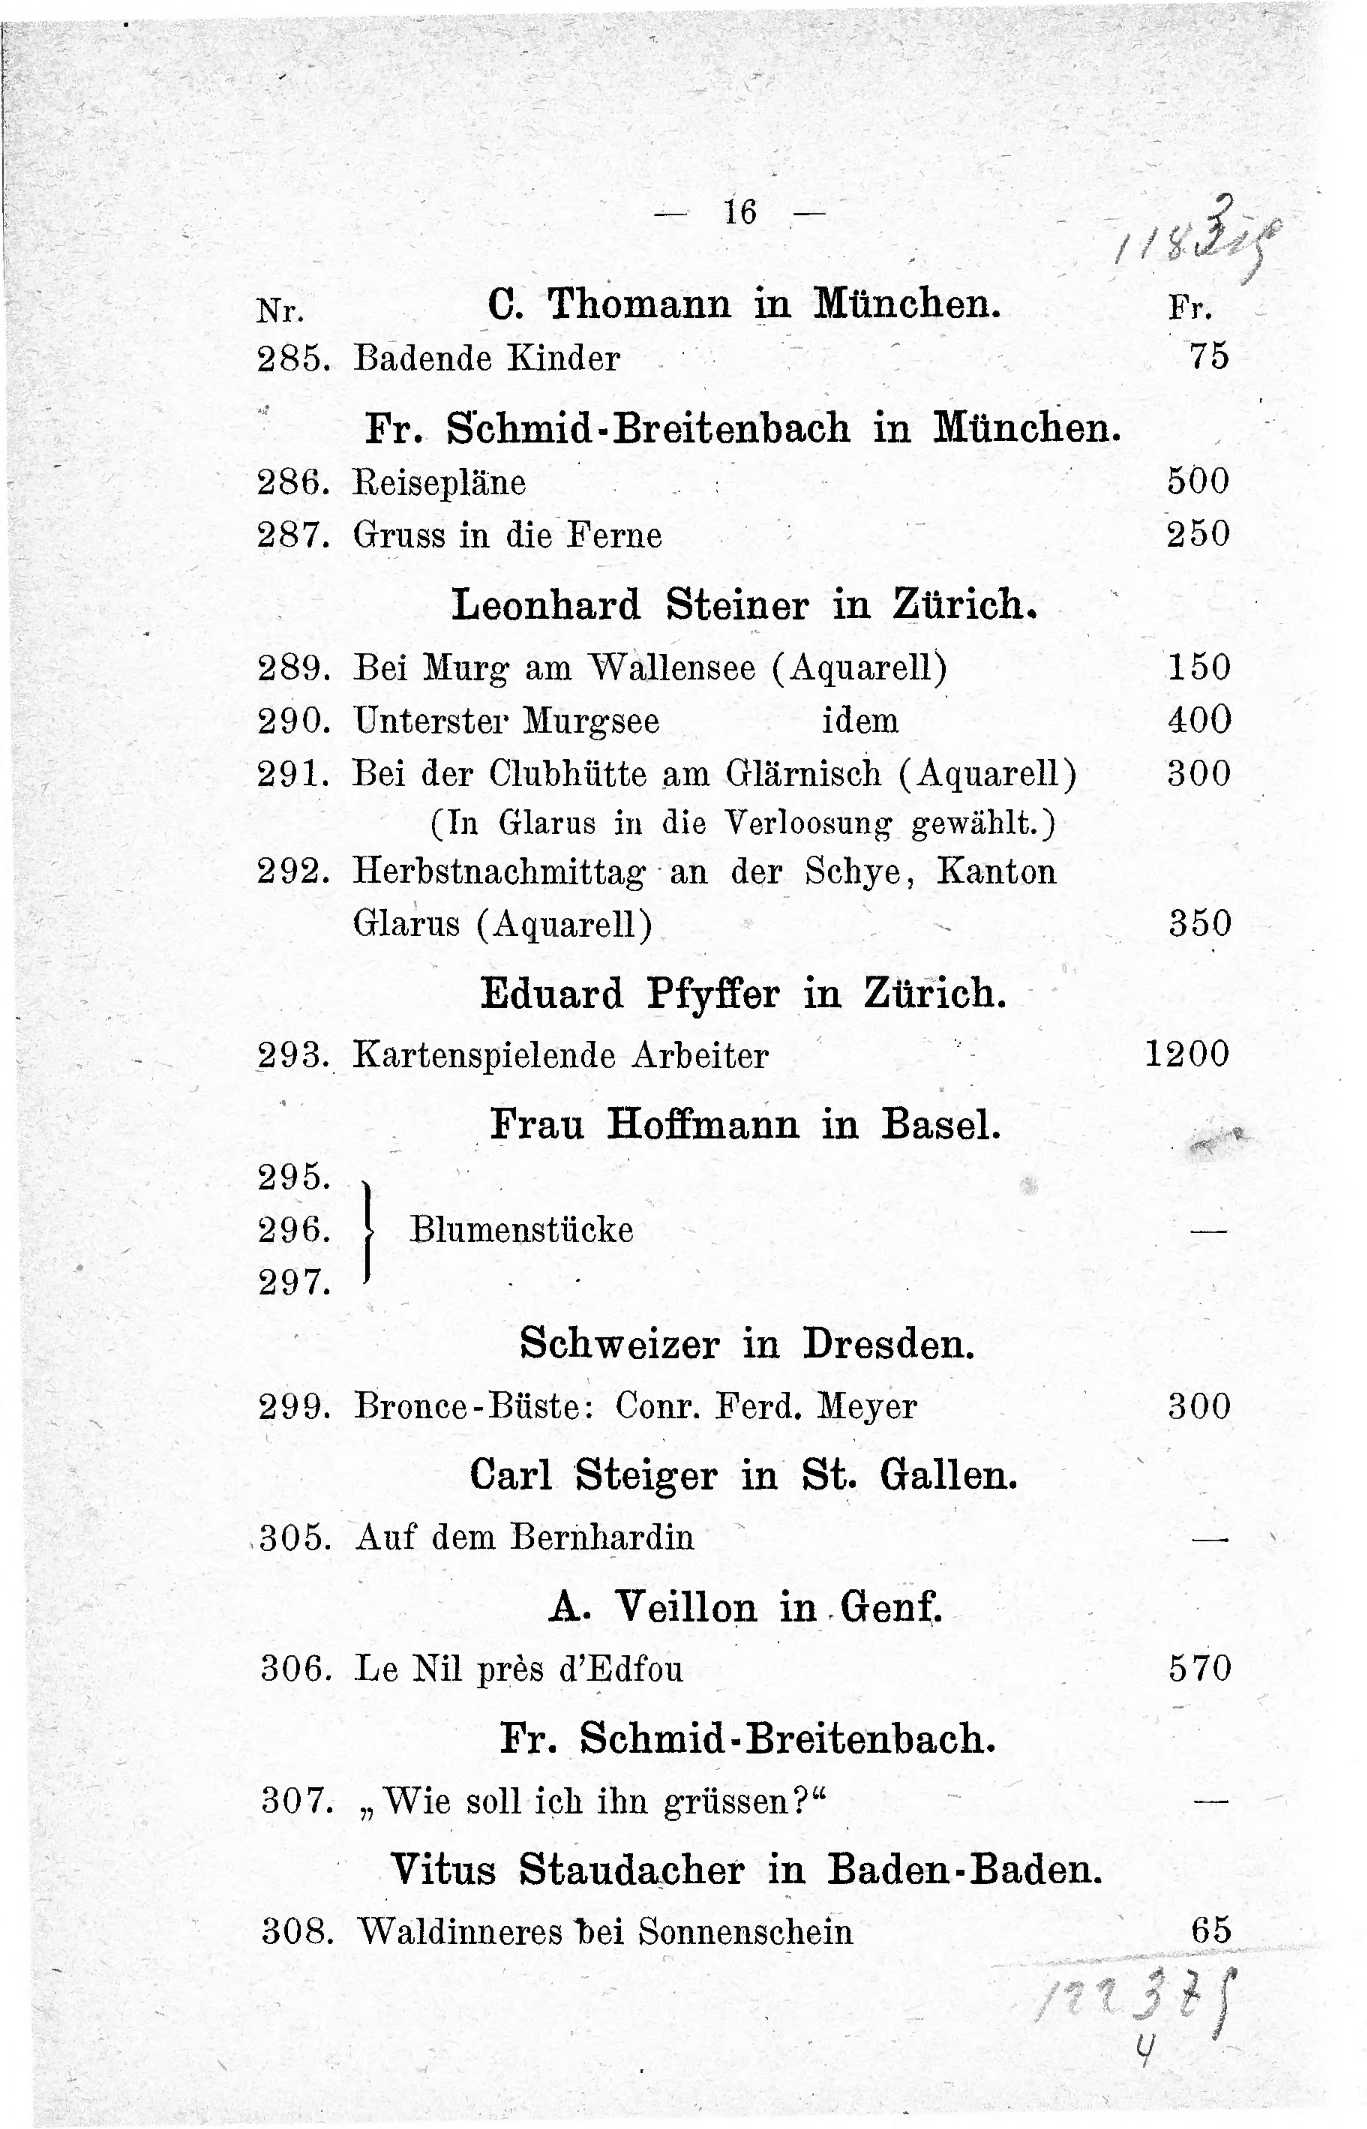 — 16 —
118215
Nr. C. Thomann in München. Fr.
285. Badende Kinder 75
Fr. Schmid-Breitenbach in München.
286. Reisepläne 500
287. Gruss in die Ferne 250
Leonhard Steiner in Zürich.
289. Bei Murg am Wallensee (Aquarell) 150
290. Unterster Murgsee idem 400
291. Bei der Clubhütte am Glärnisch (Aquarell) 300
(In Glarus in die Verloosung gewählt.)
292. Herbstnachmittag an der Schye, Kanton
Glarus (Aquarell) 350
Eduard Pfyffer in Zürich.
293. Kartenspielende Arbeiter 1200
Frau Hoffmann in Basel.
295.
296. } Blumenstücke —
297.
Schweizer in Dresden.
299. Bronce-Büste: Conr. Ferd. Meyer 300
Carl Steiger in St. Gallen.
305. Auf dem Bernhardin —
A. Veillon in Genf.
306. Le Nil près d'Edfou 570
Fr. Schmid-Breitenbach.
307. „Wie soll ich ihn grüssen?“ —
Vitus Staudacher in Baden-Baden.
308. Waldinneres bei Sonnenschein 65
122375
4